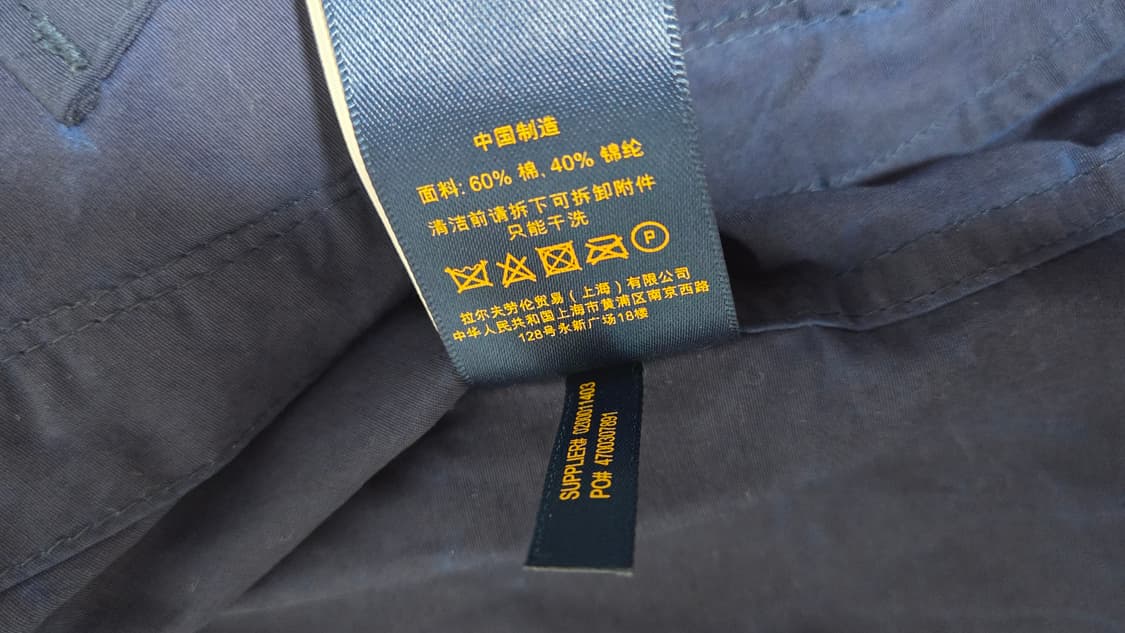 中国制造
面料: 60% 棉, 40% 锦纶
清洁前请拆下可拆卸附件
只能干洗
P
拉尔夫劳伦贸易（上海）有限公司
中华人民共和国上海市黄浦区南京西路
128号永新广场18楼
SUPPLIER# 0200011403
PO# 4700307891